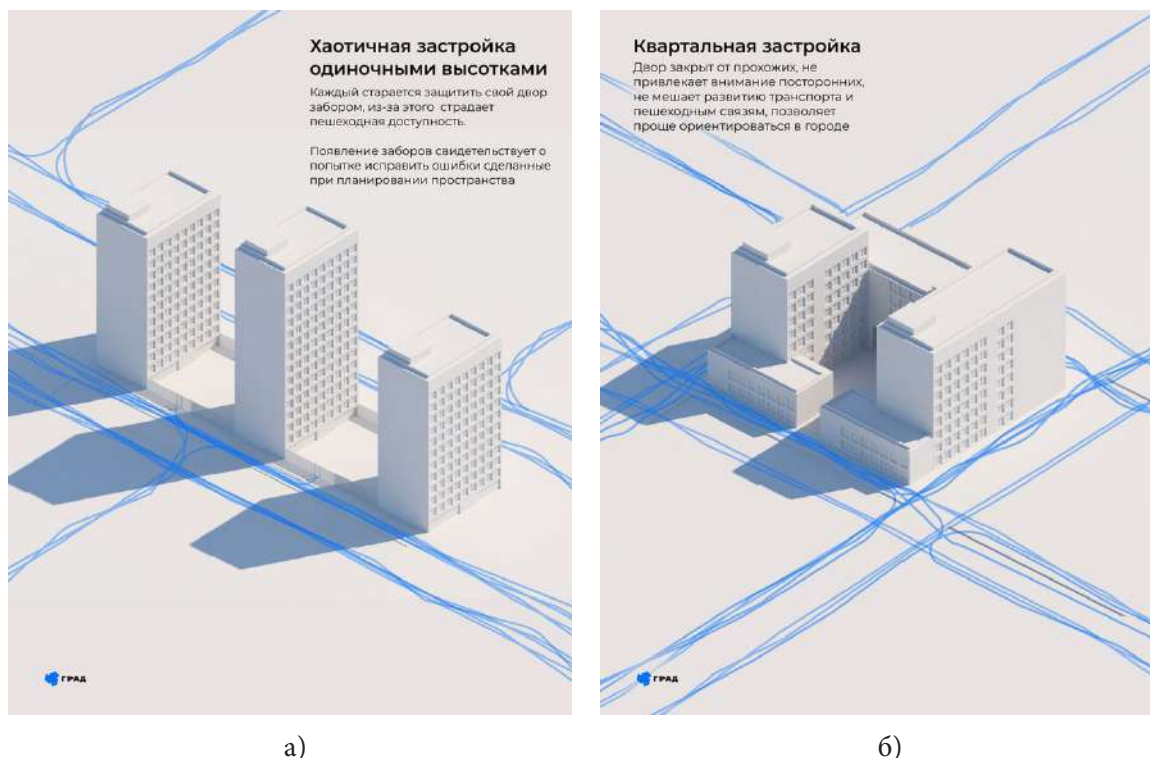 Хаотичная застройка
одиночными высотками
Каждый старается защитить свой двор
забором, из-за этого страдает
пешеходная доступность.
Появление заборов свидетельствует о
попытке исправить ошибки сделанные
при планировании пространства
ГРАД
а)
Квартальная застройка
Двор закрыт от прохожих, не
привлекает внимание посторонних,
не мешает развитию транспорта и
пешеходным связям, позволяет
проще ориентироваться в городе
ГРАД
б)